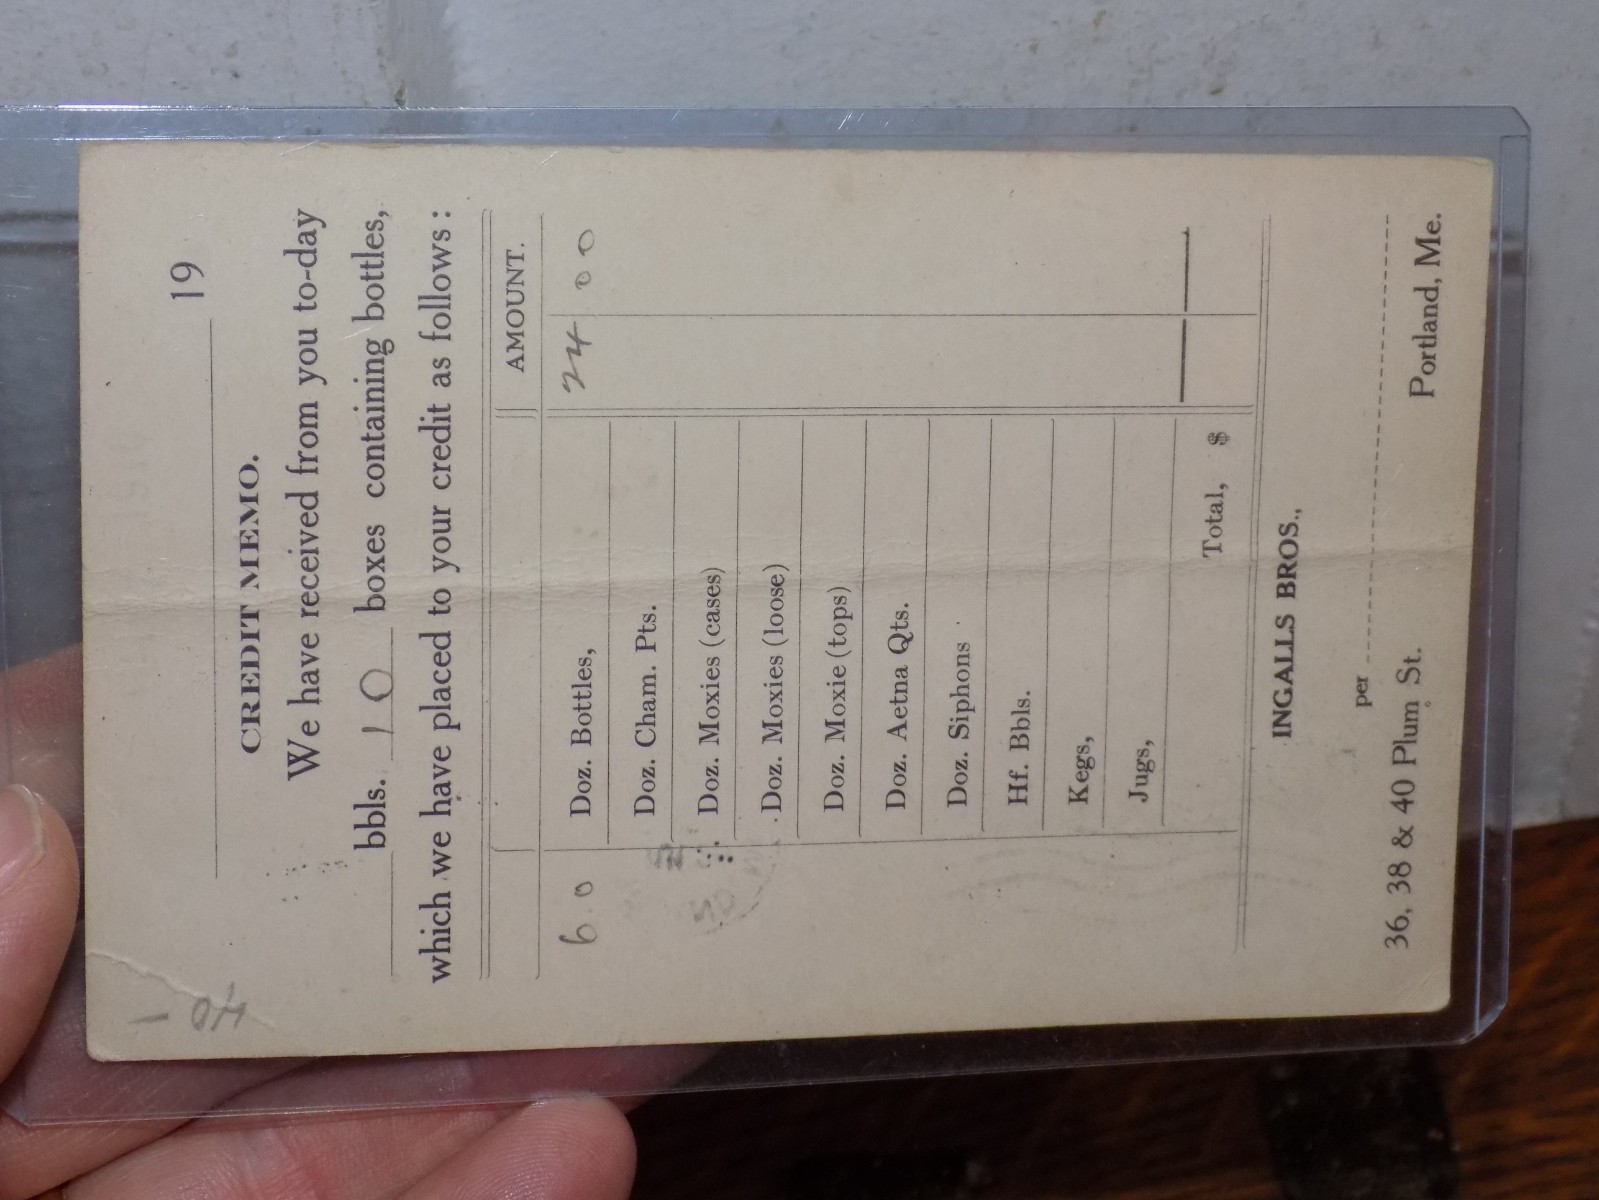 19
CREDIT MEMO.
We have received from you to-day
bbls. 10 boxes containing bottles,
which we have placed to your credit as follows:
AMOUNT.
60 Doz. Bottles, 24 00
Doz. Cham. Pts.
Doz. Moxies (cases)
Doz. Moxies (loose)
Doz. Moxie (tops)
Doz. Aetna Qts.
Doz. Siphons
Hf. Bbls.
Kegs,
Jugs,
Total, $
INGALLS BROS.,
per
36, 38 & 40 Plum St. Portland, Me.